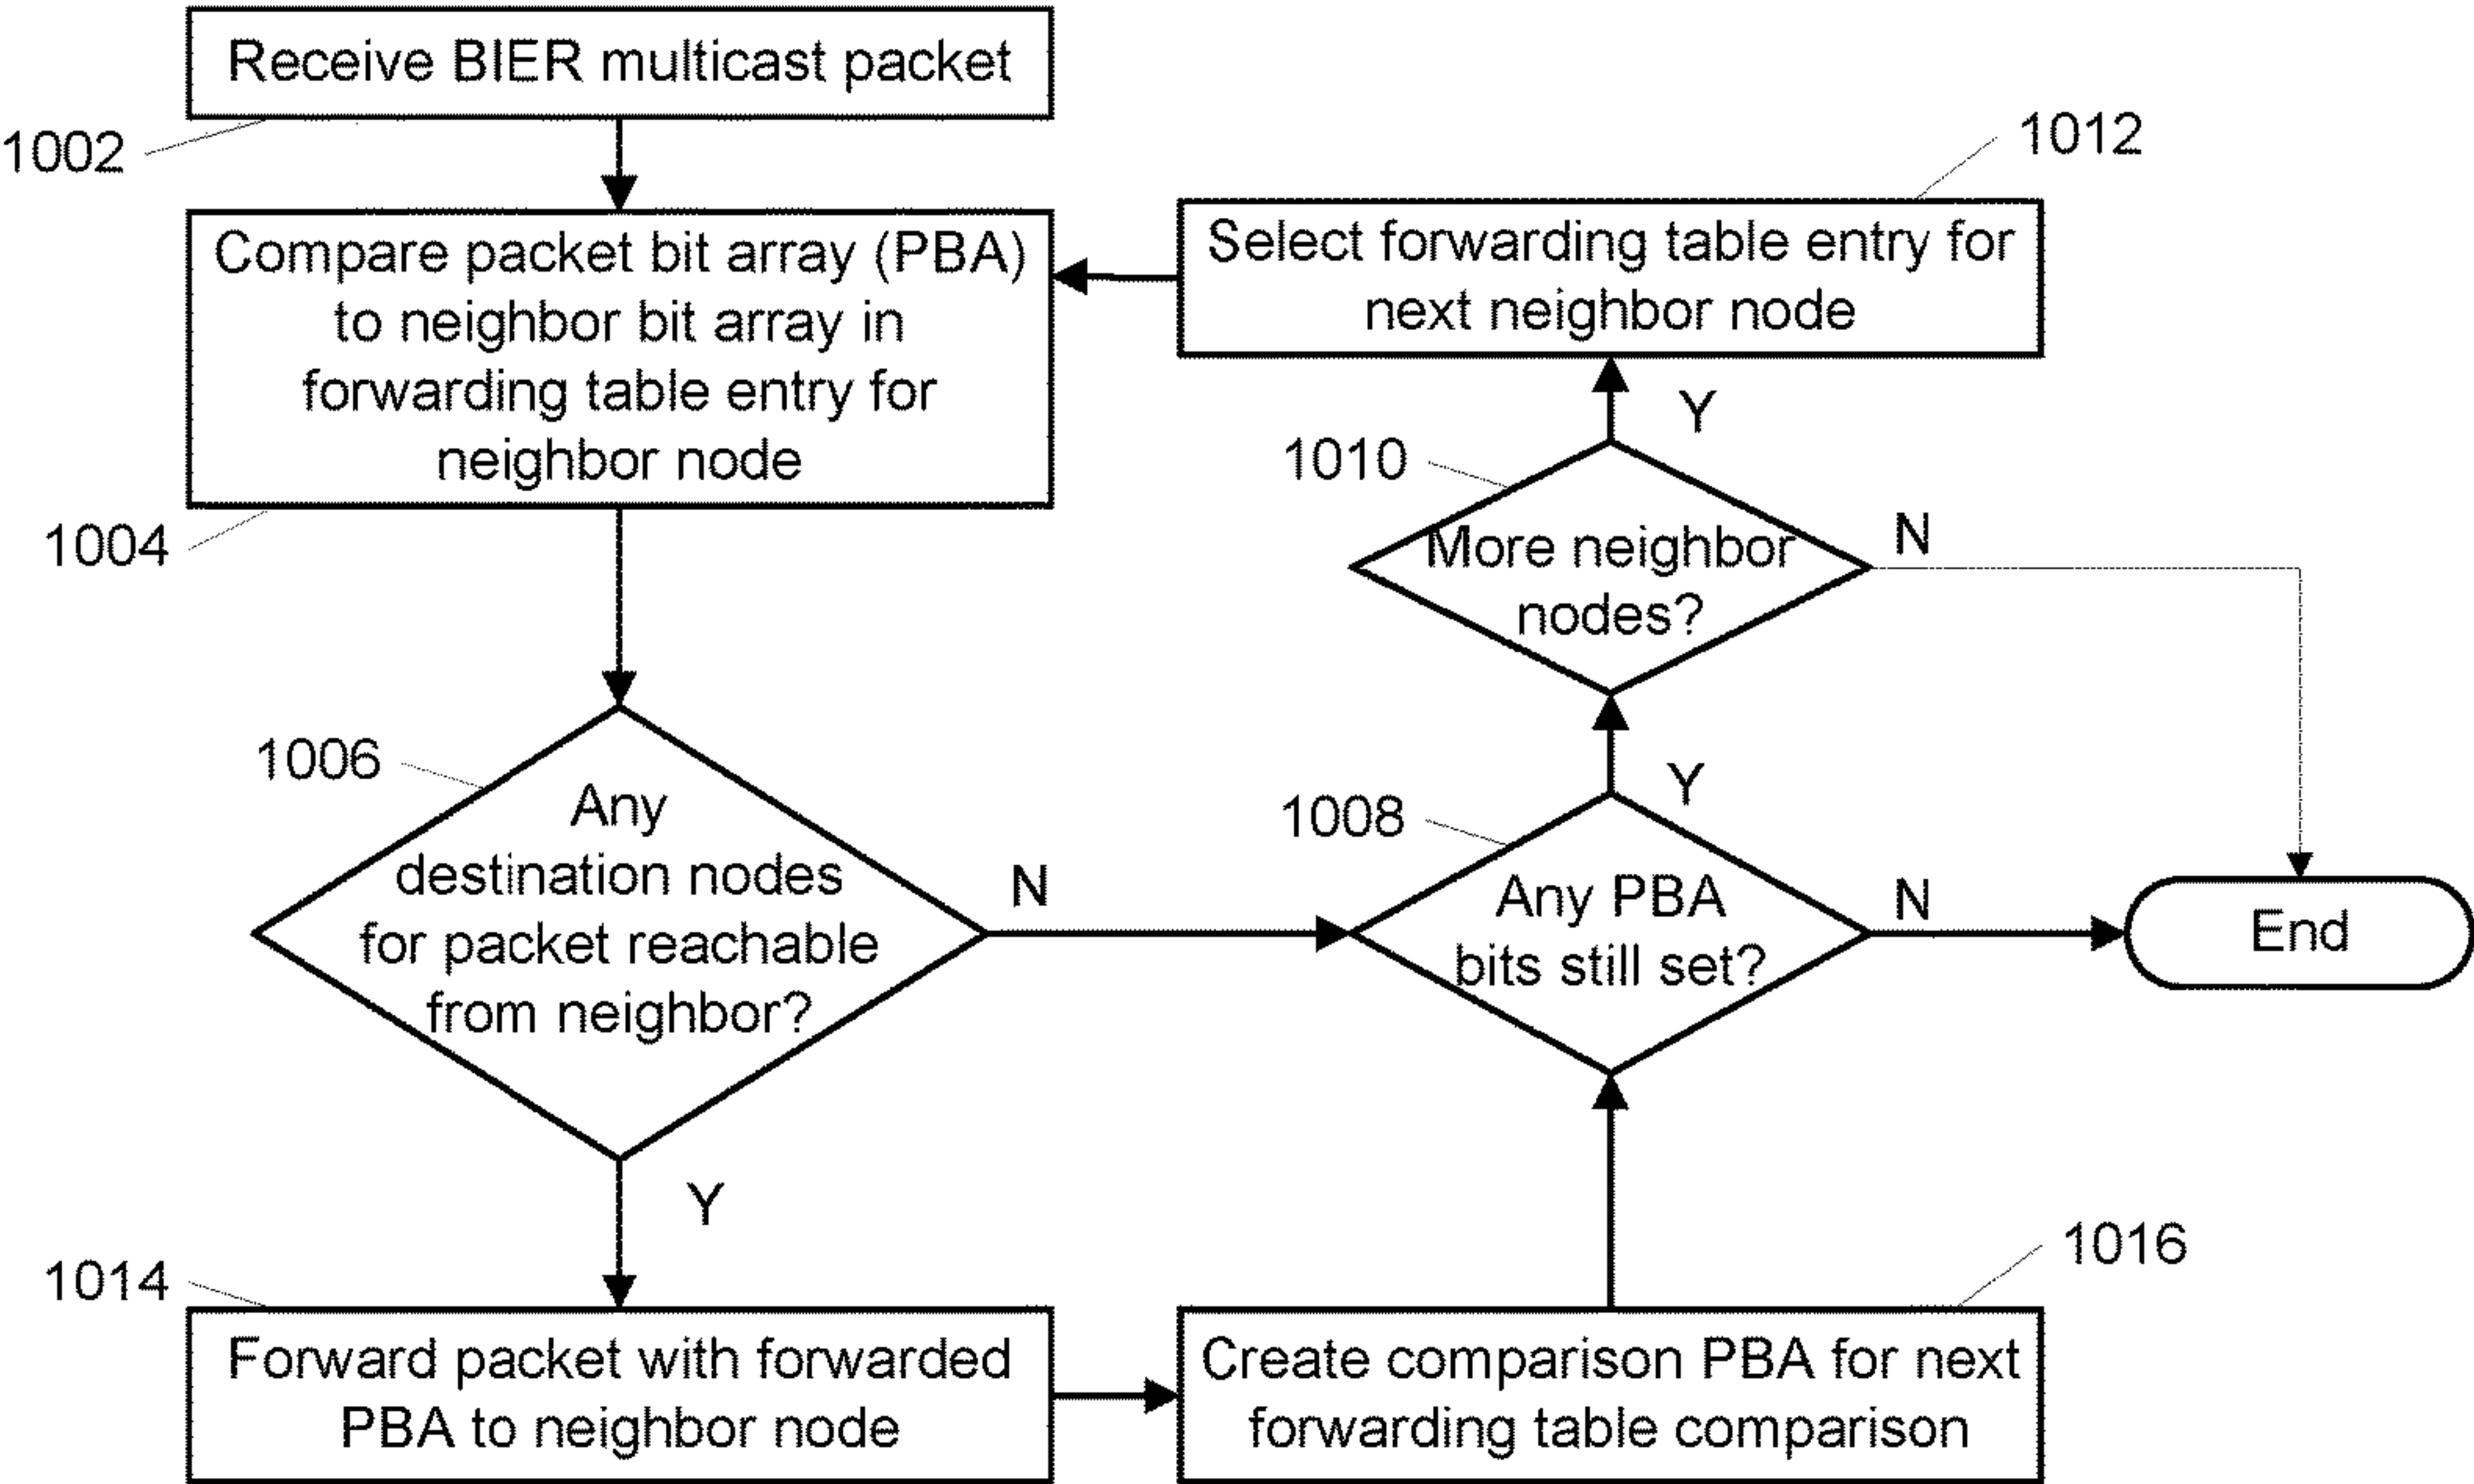 Receive BIER multicast packet
1002
1012
Compare packet bit array (PBA)
to neighbor bit array in
forwarding table entry for
neighbor node
Select forwarding table entry for
next neighbor node
1004
Y
1010
More neighbor
nodes?
N
1006
Any
destination nodes
for packet reachable
from neighbor?
N
Y
1008
Any PBA
bits still set?
N
End
Y
1014
1016
Forward packet with forwarded
PBA to neighbor node
Create comparison PBA for next
forwarding table comparison